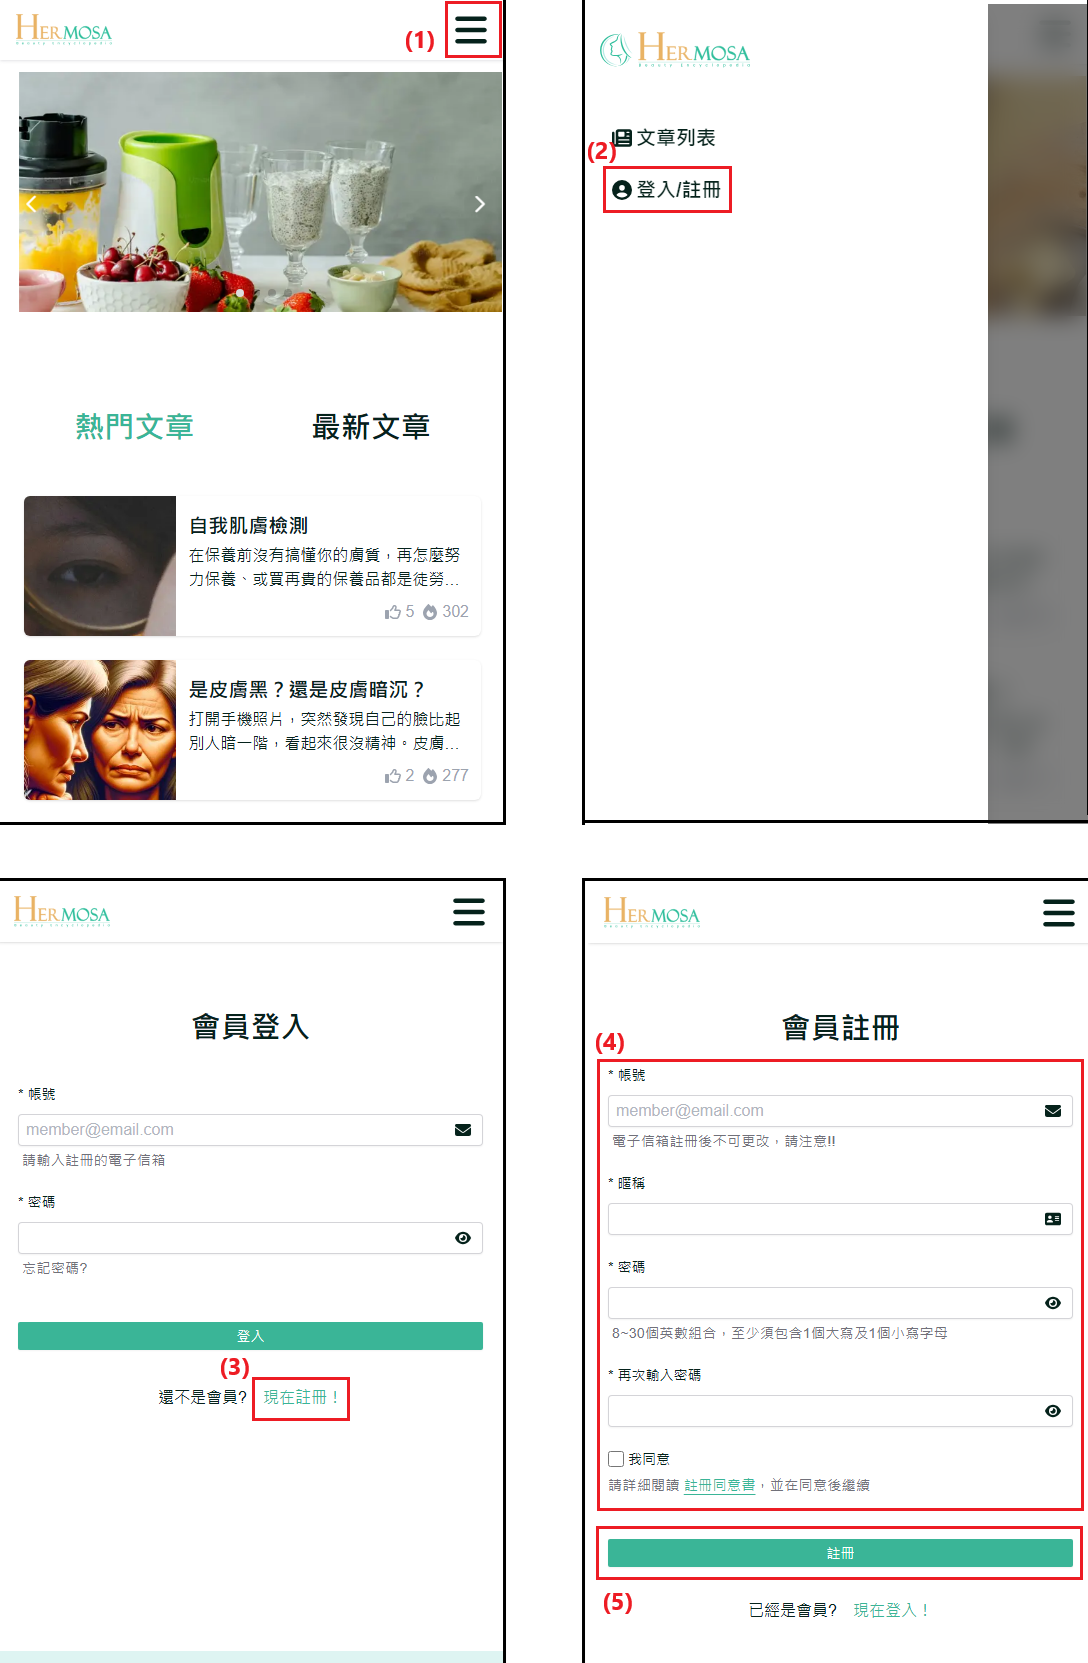 HERMOSA
Beauty Encyclopedia
(1)
熱門文章
最新文章
自我肌膚檢測
在保養前沒有搞懂你的膚質，再怎麼努
力保養、或買再貴的保養品都是徒勞...
5 302
是皮膚黑？還是皮膚暗沉？
打開手機照片，突然發現自己的臉比起
別人暗一階，看起來很沒精神。皮膚...
2 277
HERMOSA
Beauty Encyclopedia
文章列表
(2)
登入/註冊
HERMOSA
Beauty Encyclopedia
會員登入
* 帳號
member@email.com
請輸入註冊的電子信箱
* 密碼
忘記密碼?
登入
(3)
還不是會員? 現在註冊！
HERMOSA
Beauty Encyclopedia
會員註冊
(4)
* 帳號
member@email.com
電子信箱註冊後不可更改，請注意!!
* 暱稱
* 密碼
8~30個英數組合，至少須包含1個大寫及1個小寫字母
* 再次輸入密碼
我同意
請詳細閱讀 註冊同意書，並在同意後繼續
註冊
(5)
已經是會員? 現在登入！